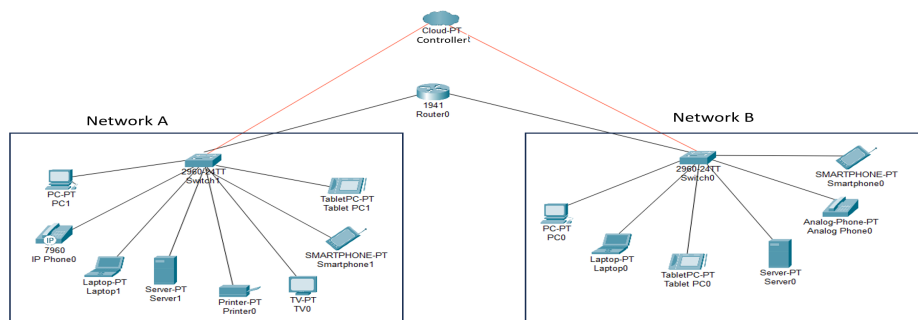 Cloud-PT
Controller
1941
Router0
Network A
Network B
2960-24TT
Switch1
2960-24TT
Switch0
PC-PT
PC1
TabletPC-PT
Tablet PC1
SMARTPHONE-PT
Smartphone0
IP
7960
IP Phone0
SMARTPHONE-PT
Smartphone1
PC-PT
PC0
Analog-Phone-PT
Analog Phone0
Laptop-PT
Laptop1
Server-PT
Server1
Printer-PT
Printer0
TV-PT
TV0
Laptop-PT
Laptop0
TabletPC-PT
Tablet PC0
Server-PT
Server0